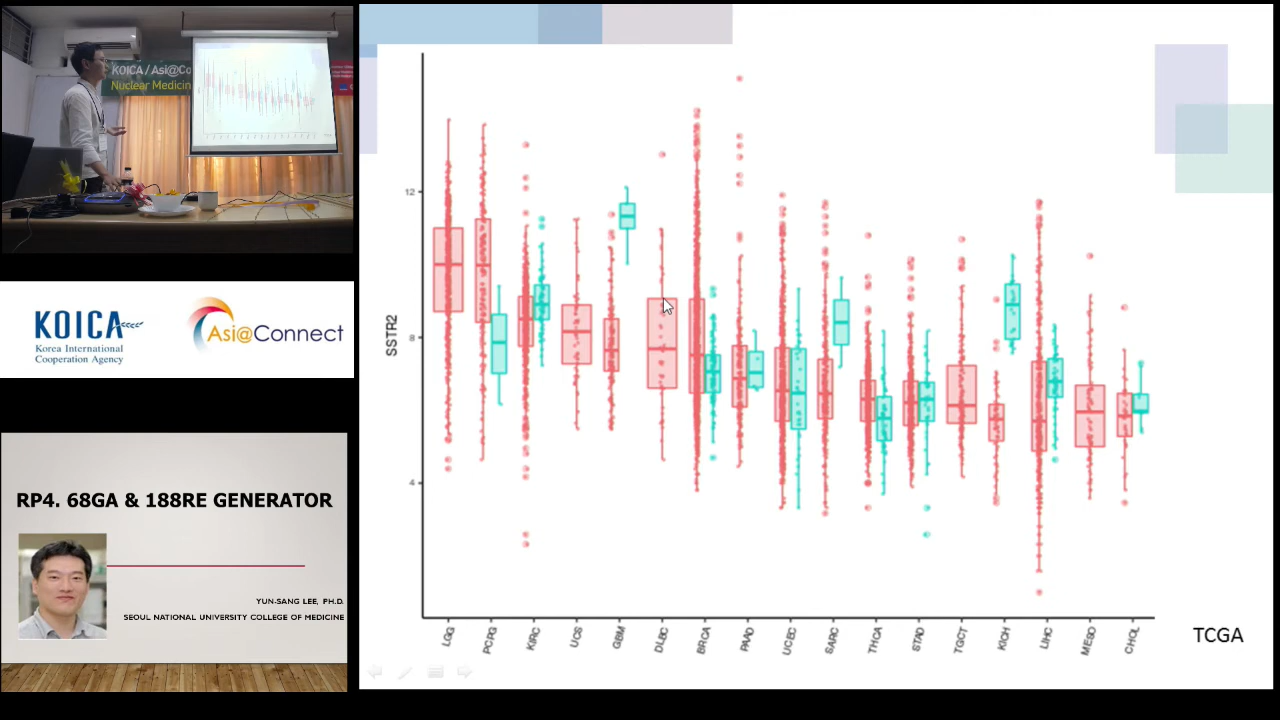 KOICA / Asi@Co
Nuclear Medicin
KOICA
Korea International
Cooperation Agency
Asi@Connect
RP4. 68GA & 188RE GENERATOR
YUN-SANG LEE, PH.D.
SEOUL NATIONAL UNIVERSITY COLLEGE OF MEDICINE
SSTR2
12
8
4
LGG
PCPG
KIRC
UCS
GBM
DLBC
BRCA
PAAD
UCEC
SARC
THCA
STAD
TGCT
KICH
LIHC
MESO
CHOL
TCGA